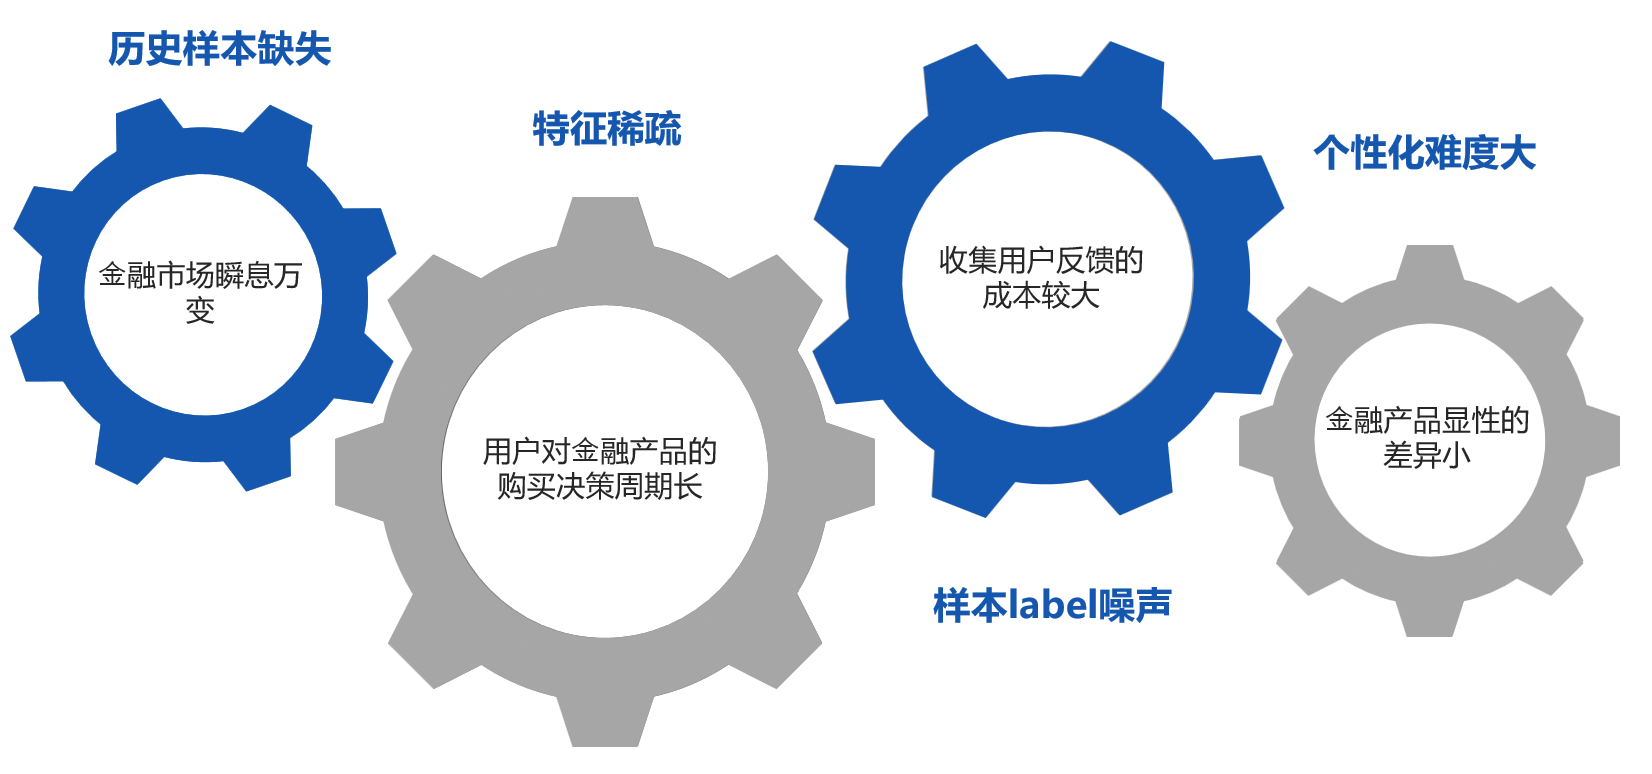 历史样本缺失
金融市场瞬息万
变
特征稀疏
用户对金融产品的
购买决策周期长
收集用户反馈的
成本较大
样本label噪声
个性化难度大
金融产品显性的
差异小